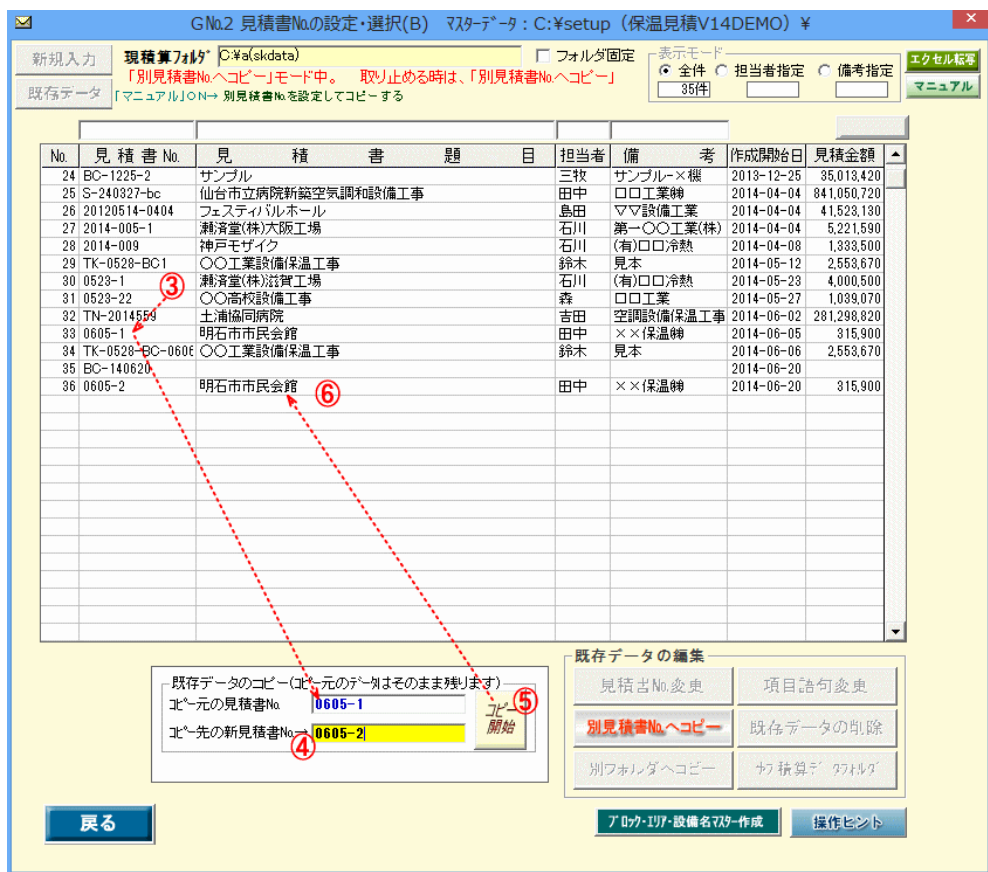 G№2 見積書№の設定・選択(B) ﾏｽﾀｰﾃﾞｰﾀ：C:¥setup（保温見積V14DEMO）¥
新規入力
現積算ﾌｫﾙﾀﾞ C:¥a(skdata)
フォルダ固定
表示モード
全件 担当者指定 備考指定
35件
エクセル転写
「別見積書№へコピー」モード中。 取り止める時は、「別見積書№へコピー」
既存データ
「マニュアル」ON→ 別見積書№を設定してコピーする
マニュアル
No. 見積書No. 見積書題目 担当者 備考 作成開始日 見積金額
24 BC-1225-2 サンプル 三牧 サンプル-×機 2013-12-25 35,013,420
25 S-240327-bc 仙台市立病院新築空気調和設備工事 田中 口口工業㈱ 2014-04-04 841,050,720
26 20120514-0404 フェスティバルホール 島田 ▽▽設備工業 2014-04-04 41,523,130
27 2014-005-1 瀬済堂(株)大阪工場 石川 第一〇〇工業(株) 2014-04-04 5,221,590
28 2014-009 神戸モザイク 石川 (有)口口冷熱 2014-04-08 1,333,500
29 TK-0528-BC1 〇〇工業設備保温工事 鈴木 見本 2014-05-12 2,553,670
30 0523-1 瀬済堂(株)滋賀工場 石川 (有)口口冷熱 2014-05-23 4,000,500
③
31 0523-22 〇〇高校設備工事 森 口口工業 2014-05-27 1,039,070
32 TN-2014559 土浦協同病院 吉田 空調設備保温工事 2014-06-02 281,298,820
33 0605-1 明石市市民会館 田中 ××保温㈱ 2014-06-05 315,900
34 TK-0528-BC-0606 〇〇工業設備保温工事 鈴木 見本 2014-06-06 2,553,670
35 BC-140620 2014-06-20
36 0605-2 明石市市民会館 田中 ××保温㈱ 2014-06-20 315,900
⑥
既存データのコピー(ｺﾋﾟｰ元のﾃﾞｰﾀはそのまま残ります)
ｺﾋﾟｰ元の見積書№ 0605-1
ｺﾋﾟｰ先の新見積書№→ 0605-2
④
ｺﾋﾟｰ
開始
⑤
既存データの編集
見積書№変更 項目語句変更
別見積書№へコピー 既存データの削除
別フォルダへコピー ｻﾌﾞ積算ﾃﾞｰﾀﾌｫﾙﾀﾞ
戻る
ﾌﾞﾛｯｸ･ｴﾘｱ･設備名ﾏｽﾀｰ作成
操作ヒント